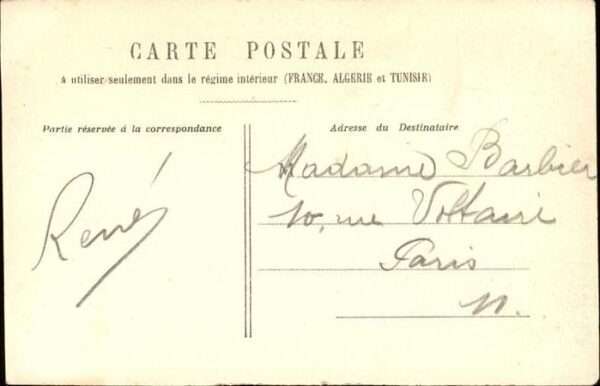 CARTE POSTALE
à utiliser seulement dans le régime intérieur (FRANCE, ALGERIE et TUNISIE)
Partie réservée à la correspondance
Adresse du Destinataire
René
Madame Barbier
10, rue Voltaire
Paris
11.